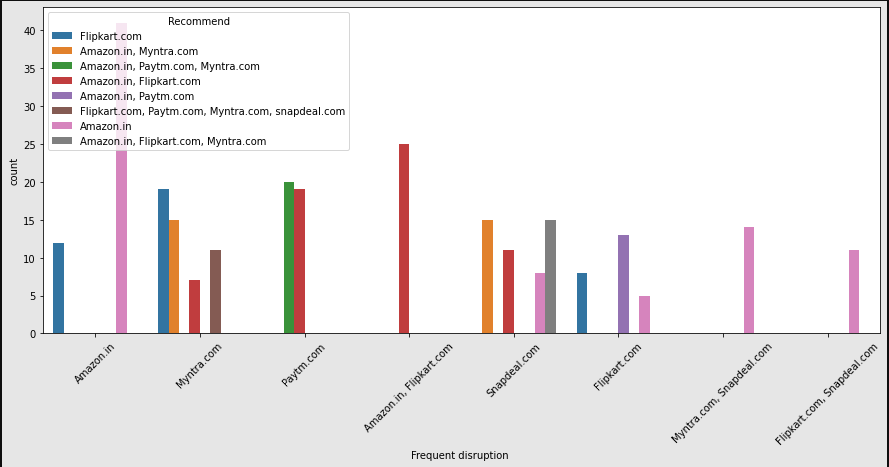 Recommend
Flipkart.com
Amazon.in, Myntra.com
Amazon.in, Paytm.com, Myntra.com
Amazon.in, Flipkart.com
Amazon.in, Paytm.com
Flipkart.com, Paytm.com, Myntra.com, snapdeal.com
Amazon.in
Amazon.in, Flipkart.com, Myntra.com
40
35
30
25
20
15
10
5
0
count
Amazon.in
Myntra.com
Paytm.com
Amazon.in, Flipkart.com
Snapdeal.com
Flipkart.com
Myntra.com, Snapdeal.com
Flipkart.com, Snapdeal.com
Frequent disruption